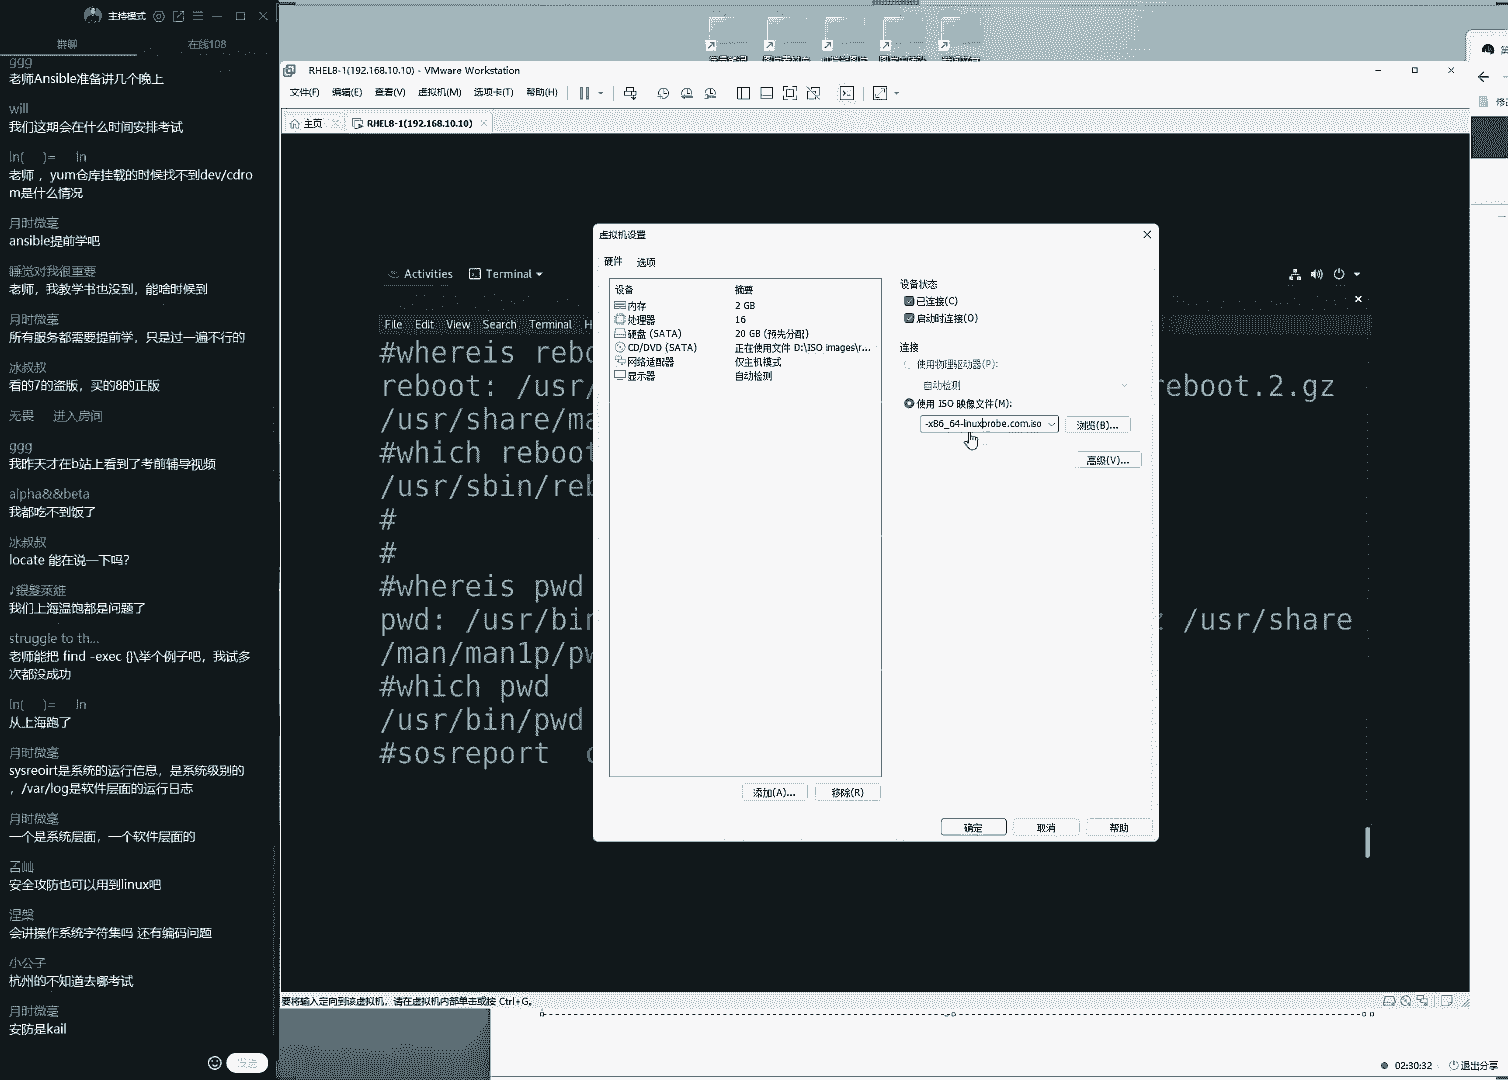 主持模式
群聊
在线108
ggg
老师Ansible准备讲几个晚上
will
我们这期会在什么时间安排考试
ln( )= ln
老师 ，yum仓库挂载的时候找不到dev/cdro
m是什么情况
月时微毫
ansible提前学吧
睡觉对我很重要
老师，我教学书也没到，能啥时候到
月时微毫
所有服务都需要提前学，只是过一遍不行的
冰叔叔
看的7的盗版，买的8的正版
无畏 进入房间
ggg
我昨天才在b站上看到了考前辅导视频
alpha&&beta
我都吃不到饭了
冰叔叔
locate 能在说一下吗？
我们上海温饱都是问题了
struggle to th...
老师能把 find -exec {}\举个例子吧，我试多
次都没成功
ln( )= ln
从上海跑了
月时微毫
sysreoirt是系统的运行信息，是系统级别的
，/var/log是软件层面的运行日志
月时微毫
一个是系统层面，一个软件层面的
安全攻防也可以用到linux吧
涅槃
会讲操作系统字符集吗 还有编码问题
小公子
杭州的不知道去哪考试
月时微毫
安防是kail
发送
RHEL8-1(192.168.10.10) - VMware Workstation
文件(F) 编辑(E) 查看(V) 虚拟机(M) 选项卡(T) 帮助(H)
主页 RHEL8-1(192.168.10.10)
Activities Terminal
File Edit View Search Terminal H
#whereis rebo
reboot: /usr/ eboot.2.gz
/usr/share/ma
#which reboot
/usr/sbin/reb
#
#
#whereis pwd
pwd: /usr/bin z /usr/share
/man/man1p/pw
#which pwd
/usr/bin/pwd
#sosreport
虚拟机设置
硬件 选项
设备 摘要
内存 2 GB
处理器 16
硬盘 (SATA) 20 GB (预先分配)
CD/DVD (SATA) 正在使用文件 D:\ISO images\r...
网络适配器 仅主机模式
显示器 自动检测
添加(A)... 移除(R)
设备状态
已连接(C)
启动时连接(O)
连接
使用物理驱动器(P):
自动检测
使用 ISO 映像文件(M):
-x86_64-linuxprobe.com.iso 浏览(B)...
高级(V)...
确定 取消 帮助
要将输入定向到该虚拟机，请在虚拟机内部单击或按 Ctrl+G。
02:30:32 退出分享